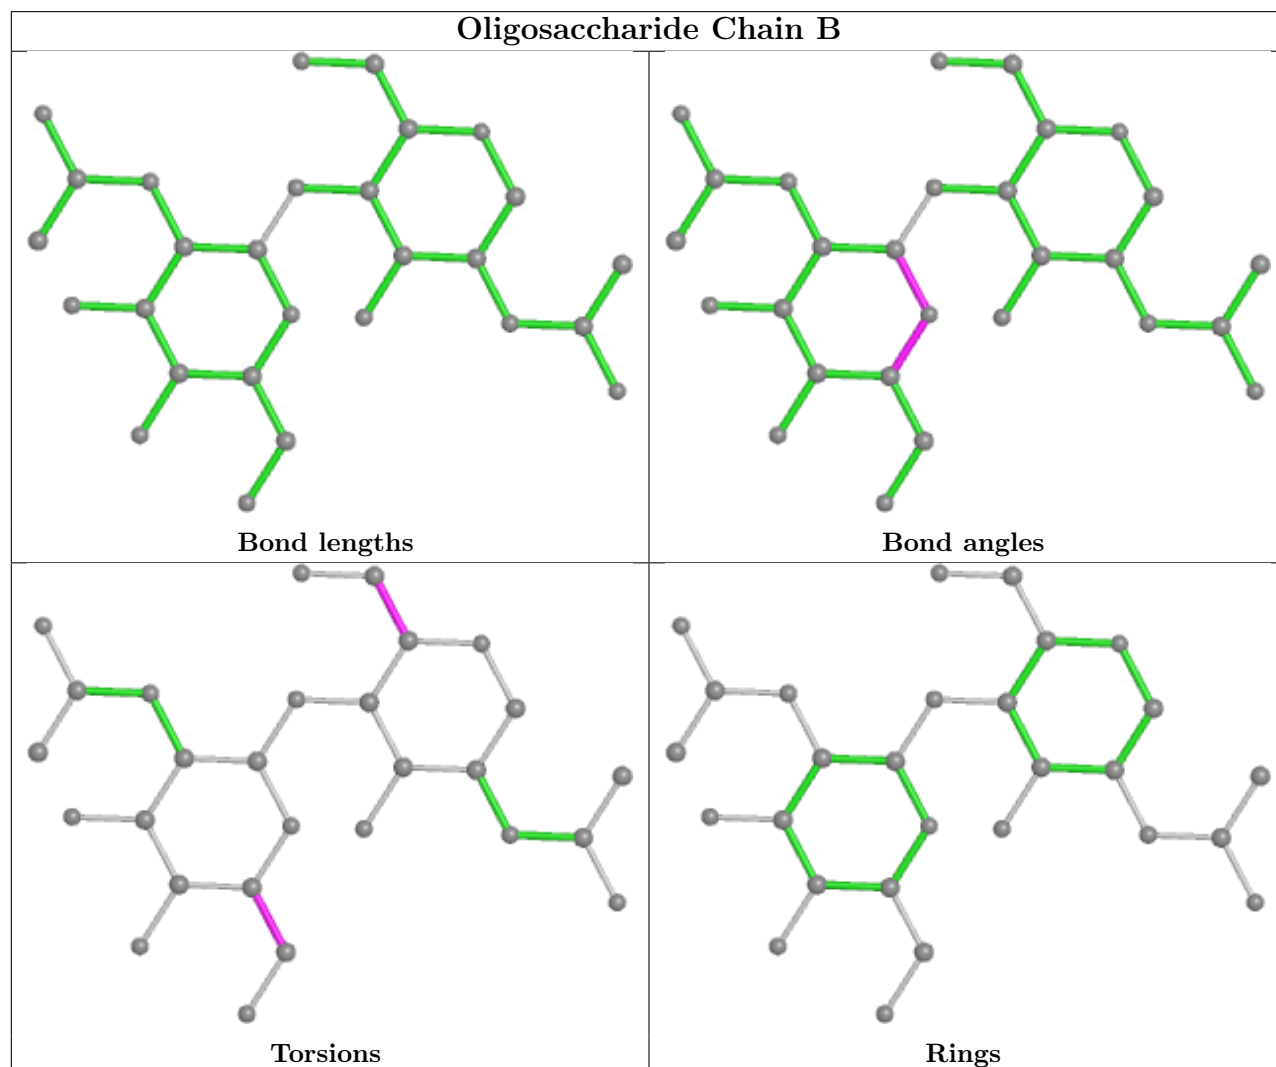 Oligosaccharide Chain B
Bond lengths
Bond angles
Torsions
Rings